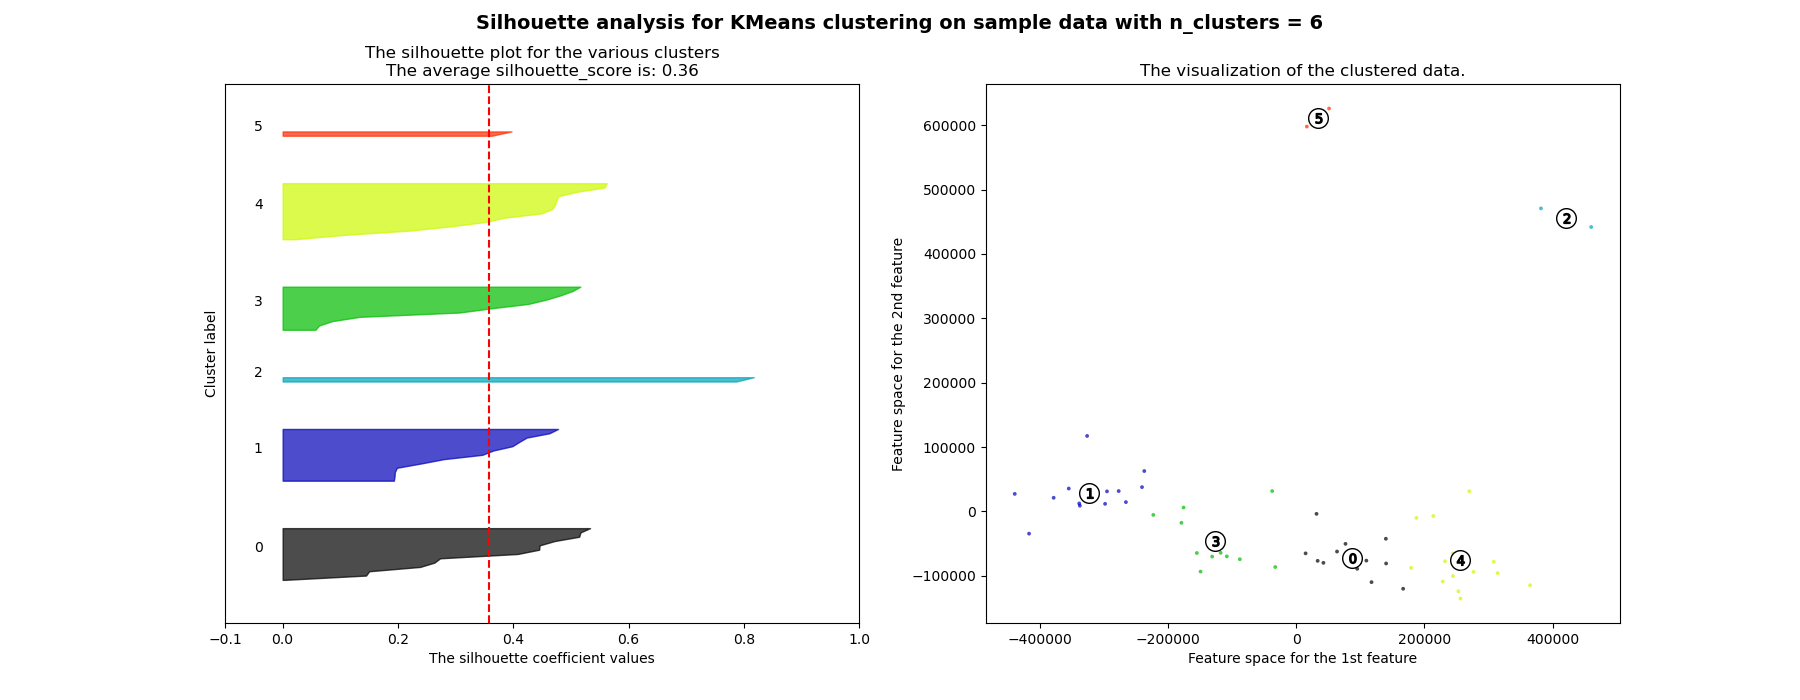 Silhouette analysis for KMeans clustering on sample data with n_clusters = 6
The silhouette plot for the various clusters
The average silhouette_score is: 0.36
5
4
3
2
1
0
Cluster label
−0.1 0.0 0.2 0.4 0.6 0.8 1.0
The silhouette coefficient values
The visualization of the clustered data.
600000
500000
400000
300000
200000
100000
0
−100000
Feature space for the 2nd feature
5
2
1
3
0
4
−400000 −200000 0 200000 400000
Feature space for the 1st feature